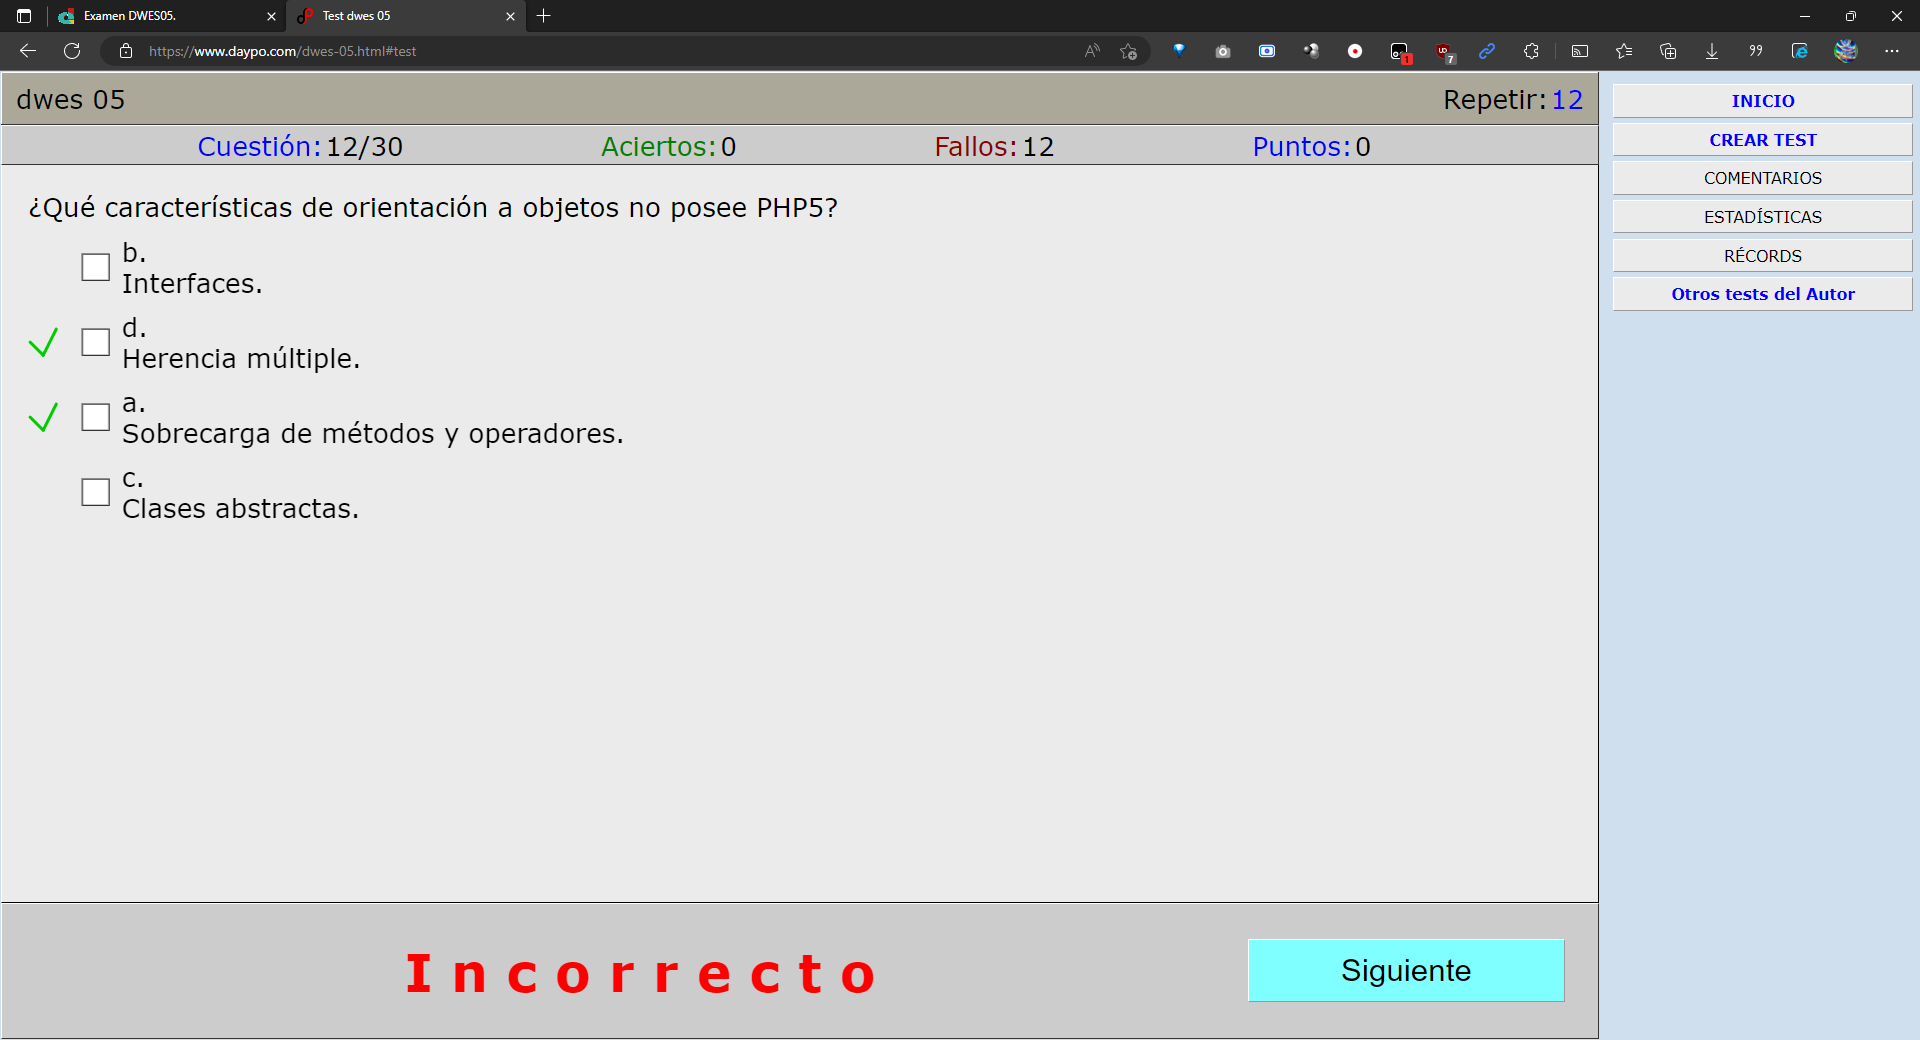 Examen DWES05.
Test dwes 05
https://www.daypo.com/dwes-05.html#test
1
7
dwes 05
Repetir: 12
Cuestión: 12/30
Aciertos: 0
Fallos: 12
Puntos: 0
¿Qué características de orientación a objetos no posee PHP5?
b.
Interfaces.
d.
Herencia múltiple.
a.
Sobrecarga de métodos y operadores.
c.
Clases abstractas.
Incorrecto
Siguiente
INICIO
CREAR TEST
COMENTARIOS
ESTADÍSTICAS
RÉCORDS
Otros tests del Autor